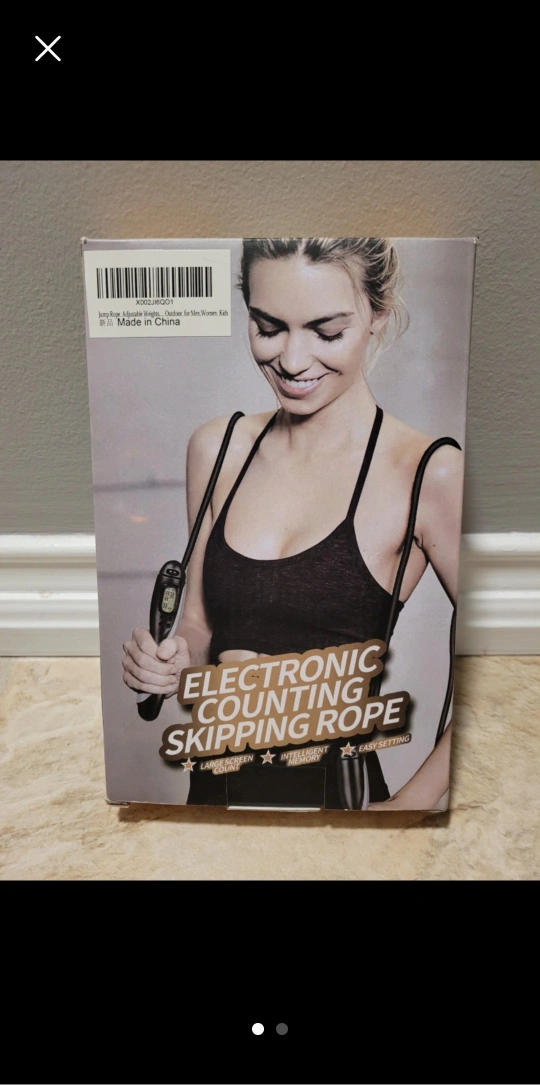 X002JI6QO1
Jump Rope, Adjustable Weights,... Outdoor, for Men, Women, Kids
新品 Made in China
ELECTRONIC
COUNTING
SKIPPING ROPE
LARGE SCREEN
COUNT
INTELLIGENT
MEMORY
EASY SETTING